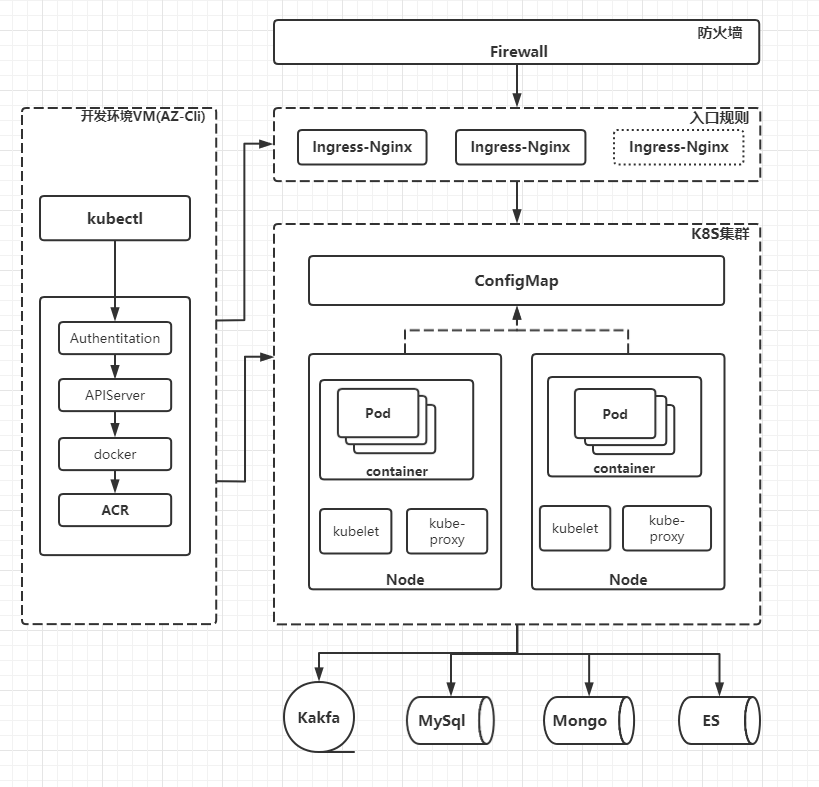 防火墙
Firewall
开发环境VM(AZ-Cli)
入口规则
Ingress-Nginx
Ingress-Nginx
Ingress-Nginx
kubectl
K8S集群
ConfigMap
Authentitation
APIServer
docker
ACR
Pod
container
kubelet
kube-
proxy
Node
Pod
container
kubelet
kube-
proxy
Node
Kakfa
MySql
Mongo
ES